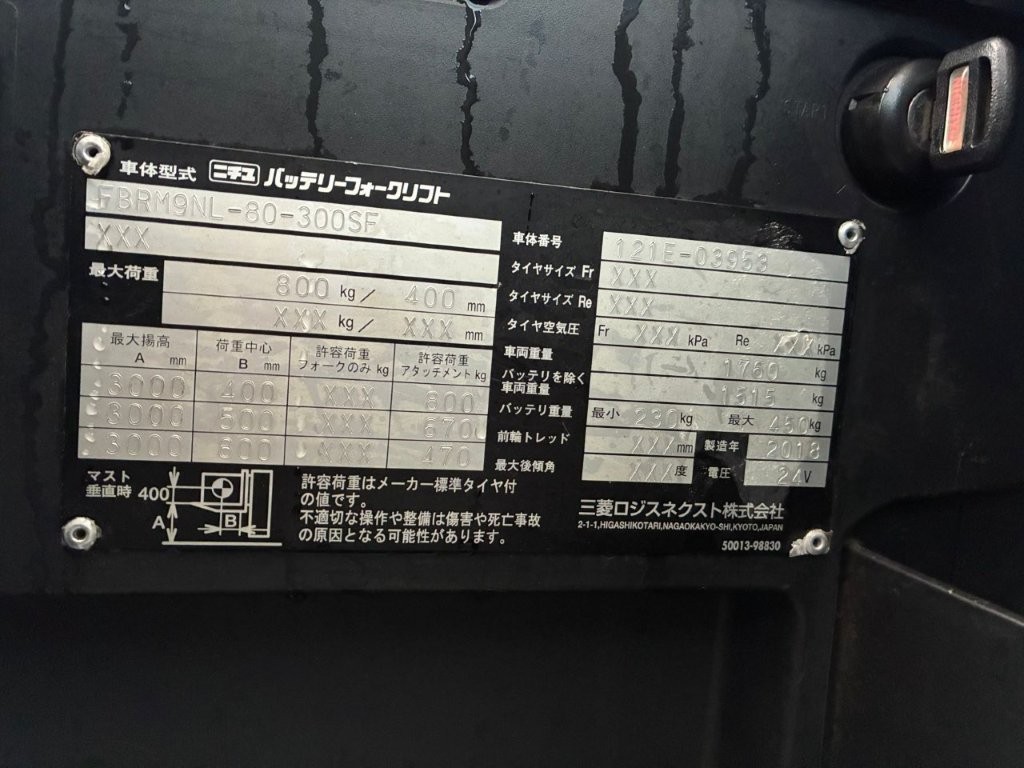 START
車体型式 ニチユ バッテリーフォークリフト
FBRM9NL-80-300SF
XXX
最大荷重 800 kg/ 400 mm
XXX kg/ XXX mm
最大揚高 A mm 荷重中心 B mm 許容荷重 フォークのみ kg 許容荷重 アタッチメント kg
3000 400 XXX 800
3000 500 XXX 670
3000 600 XXX 470
マスト垂直時 400 A B
許容荷重はメーカー標準タイヤ付
の値です。
不適切な操作や整備は傷害や死亡事故
の原因となる可能性があります。
車体番号 121E-03953
タイヤサイズ Fr XXX
タイヤサイズ Re XXX
タイヤ空気圧 Fr XXX kPa Re XXX kPa
車両重量 1760 kg
バッテリを除く車両重量 1515 kg
バッテリ重量 最小 230 kg 最大 450 kg
前輪トレッド XXX mm 製造年 2018
最大後傾角 XXX 度 電圧 24V
三菱ロジスネクスト株式会社
2-1-1,HIGASHIKOTARI,NAGAOKAKYO-SHI,KYOTO,JAPAN
50013-98830